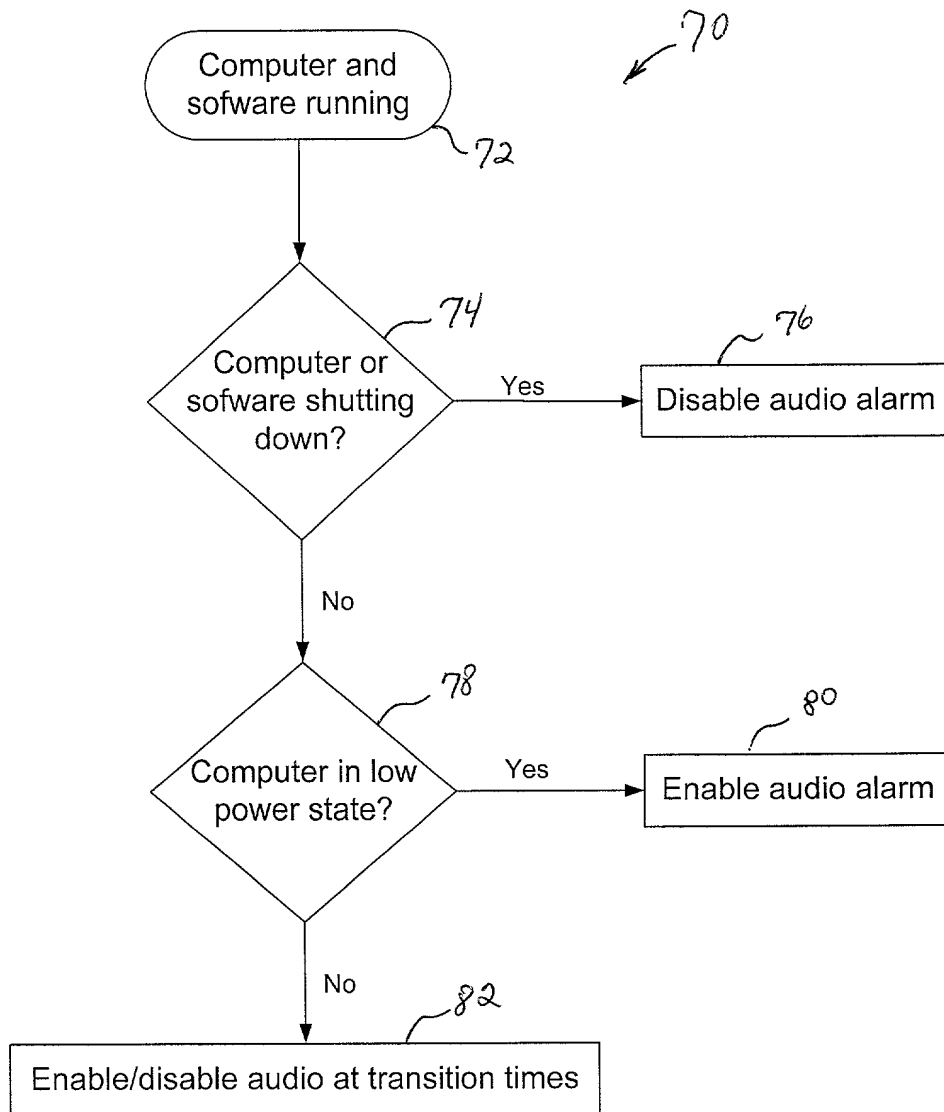 70
Computer and
sofware running
72
74
Computer or
sofware shutting
down?
Yes
76
Disable audio alarm
No
78
Computer in low
power state?
Yes
80
Enable audio alarm
No
82
Enable/disable audio at transition times